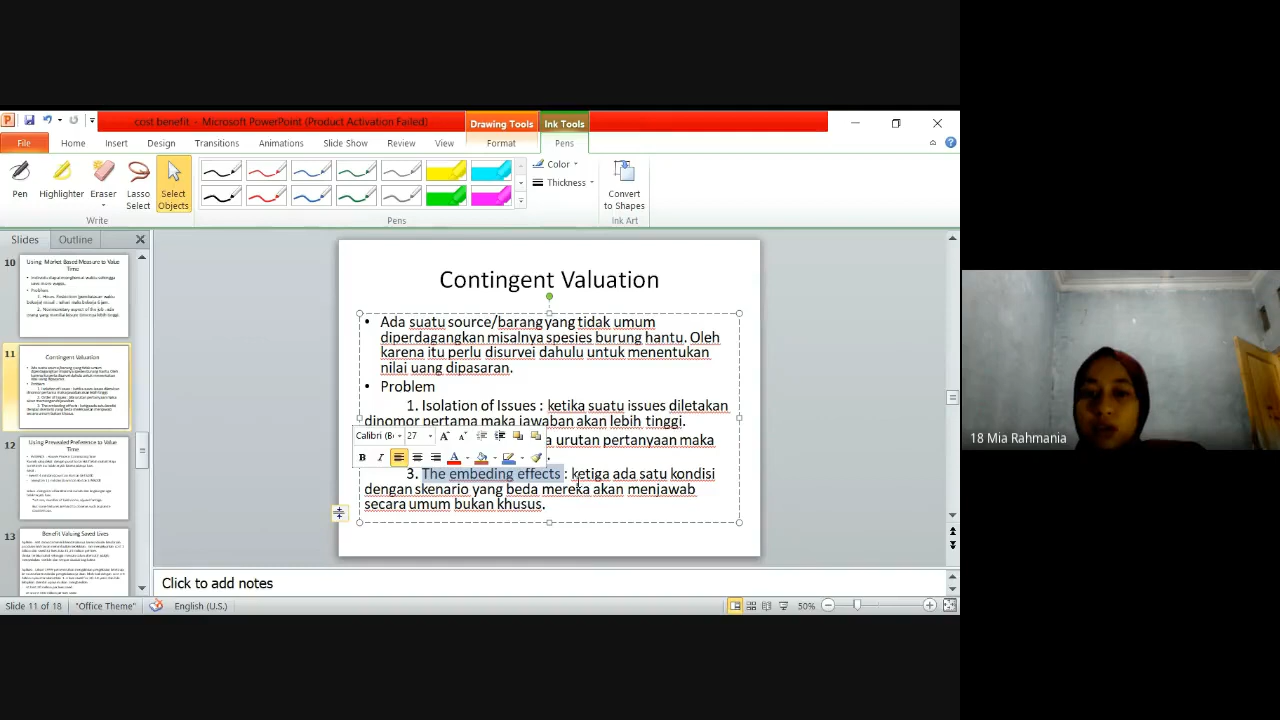 cost benefit - Microsoft PowerPoint (Product Activation Failed)
Drawing Tools
Ink Tools
File
Home
Insert
Design
Transitions
Animations
Slide Show
Review
View
Format
Pens
Pen
Highlighter
Eraser
Lasso Select
Select Objects
Color
Thickness
Convert to Shapes
Write
Pens
Ink Art
Slides
Outline
10
Using Market Based Measure to Value
Time
Problem
11
Contingent Valuation
12
Using Prevealed Preference to Value
Time
13
Benefit Valuing Saved Lives
Contingent Valuation
• Ada suatu source/barang yang tidak umum
diperdagangkan misalnya spesies burung hantu. Oleh
karena itu perlu disurvei dahulu untuk menentukan
nilai uang dipasaran.
• Problem
1. Isolation of issues : ketika suatu issues diletakan
dinomor pertama maka jawaban akan lebih tinggi.
a urutan pertanyaan maka
Calibri (B
27
3. The emmecing effects : ketiga ada satu kondisi
dengan skenario yang beda mereka akan menjawab
secara umum bukan khusus.
Click to add notes
Slide 11 of 18
"Office Theme"
English (U.S.)
50%
18 Mia Rahmania